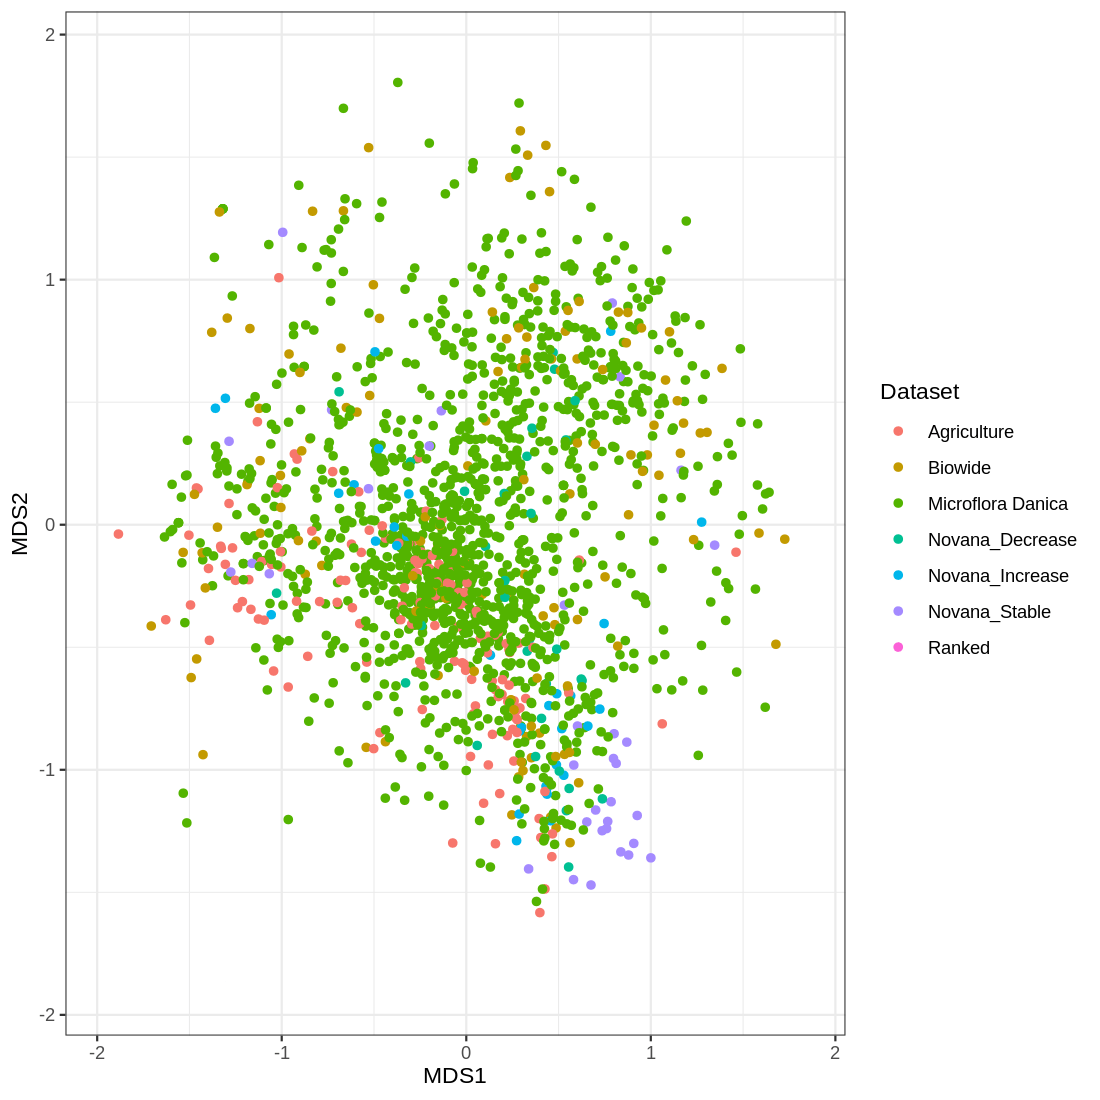 2
1
0
-1
-2
MDS2
-2
-1
0
1
2
MDS1
Dataset
Agriculture
Biowide
Microflora Danica
Novana_Decrease
Novana_Increase
Novana_Stable
Ranked